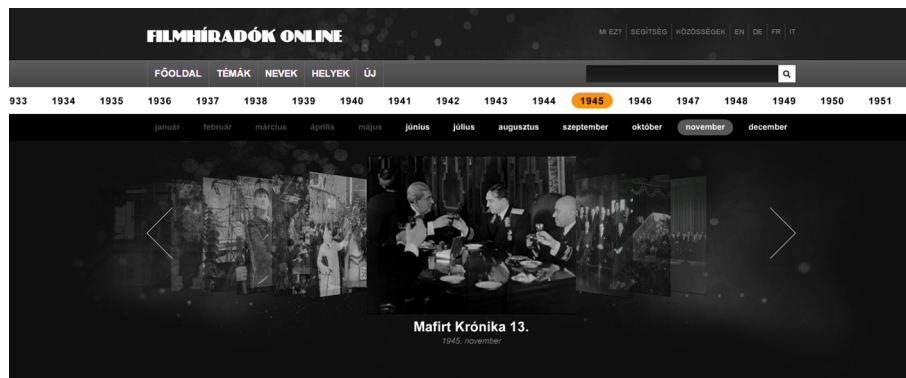 FILMHÍRADÓK ONLINE
MI EZ? SEGÍTSÉG KÖZÖSSÉGEK EN DE FR IT
FŐOLDAL TÉMÁK NEVEK HELYEK ÚJ
933 1934 1935 1936 1937 1938 1939 1940 1941 1942 1943 1944 1945 1946 1947 1948 1949 1950 1951
január február március április május június július augusztus szeptember október november december
Mafirt Krónika 13.
1945. november